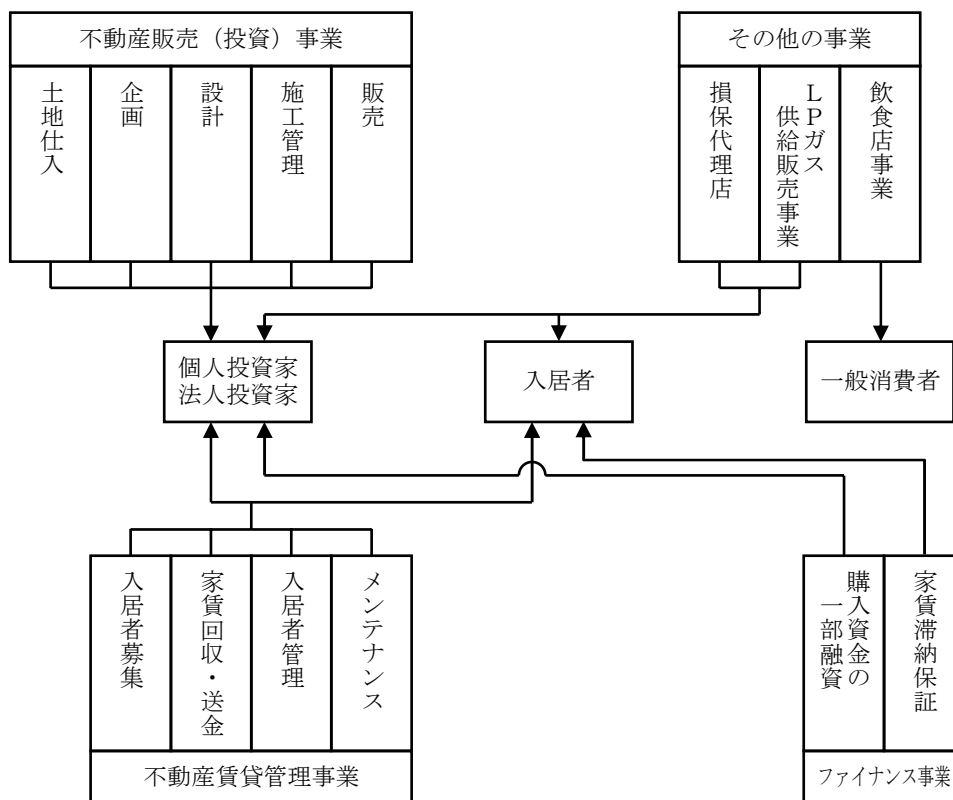 不動産販売（投資）事業
土地仕入
企画
設計
施工管理
販売
その他の事業
損保代理店
LPガス
供給販売事業
飲食店事業
個人投資家
法人投資家
入居者
一般消費者
入居者募集
家賃回収・送金
入居者管理
メンテナンス
不動産賃貸管理事業
購入資金の
一部融資
家賃滞納保証
ファイナンス事業